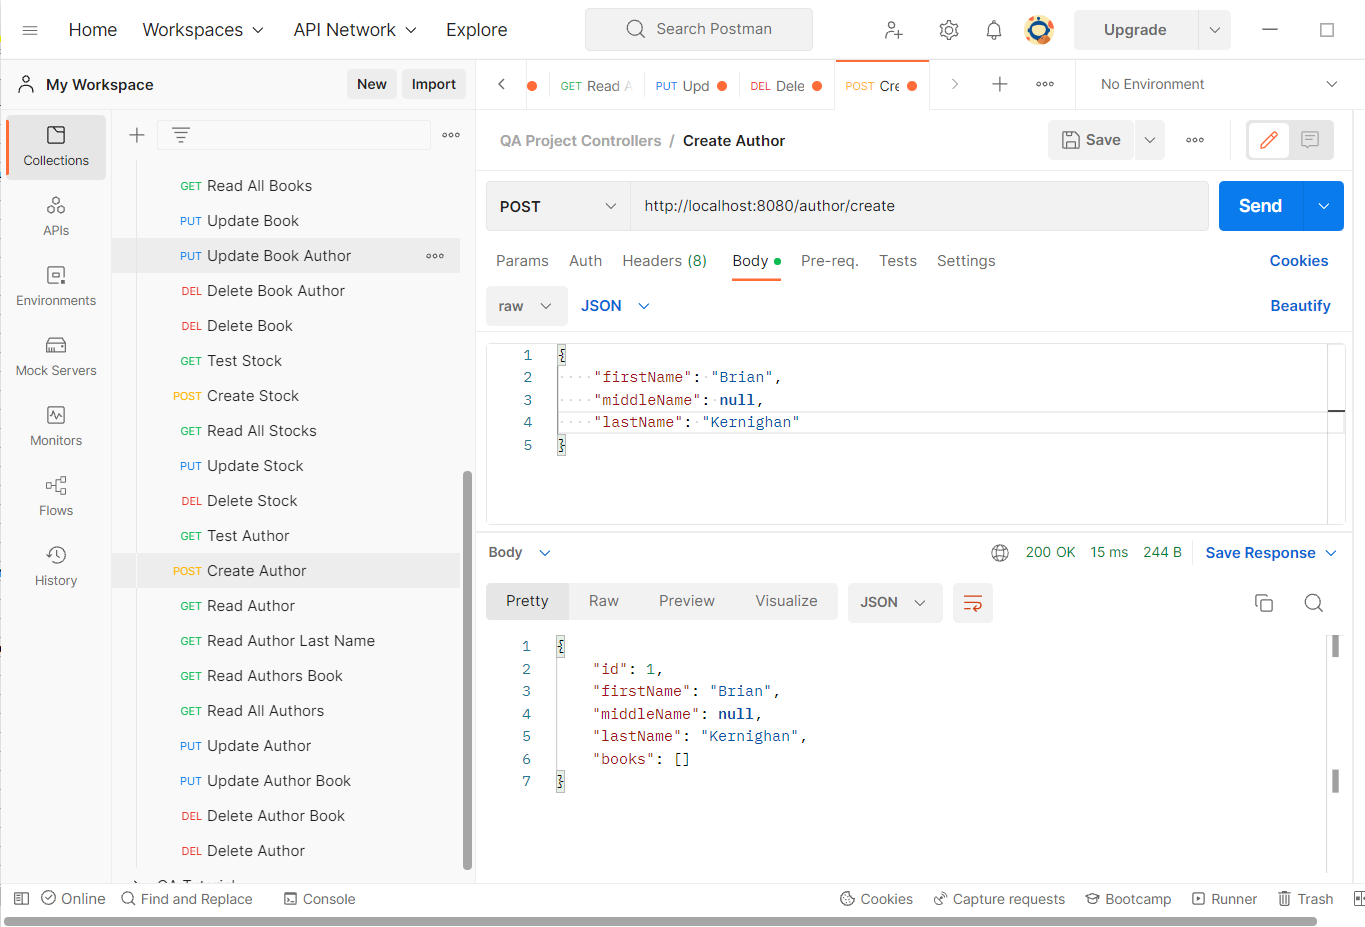 Home Workspaces API Network Explore Search Postman Upgrade
My Workspace New Import
GET Read PUT Upd DEL Dele POST Cre No Environment
Collections
APIs
Environments
Mock Servers
Monitors
Flows
History
GET Read All Books
PUT Update Book
PUT Update Book Author
DEL Delete Book Author
DEL Delete Book
GET Test Stock
POST Create Stock
GET Read All Stocks
PUT Update Stock
DEL Delete Stock
GET Test Author
POST Create Author
GET Read Author
GET Read Author Last Name
GET Read Authors Book
GET Read All Authors
PUT Update Author
PUT Update Author Book
DEL Delete Author Book
DEL Delete Author
QA Project Controllers / Create Author Save
POST http://localhost:8080/author/create Send
Params Auth Headers (8) Body Pre-req. Tests Settings Cookies
raw JSON Beautify
1 {
2 "firstName": "Brian",
3 "middleName": null,
4 "lastName": "Kernighan"
5 }
Body 200 OK 15 ms 244 B Save Response
Pretty Raw Preview Visualize JSON
1 {
2 "id": 1,
3 "firstName": "Brian",
4 "middleName": null,
5 "lastName": "Kernighan",
6 "books": []
7 }
Online Find and Replace Console Cookies Capture requests Bootcamp Runner Trash